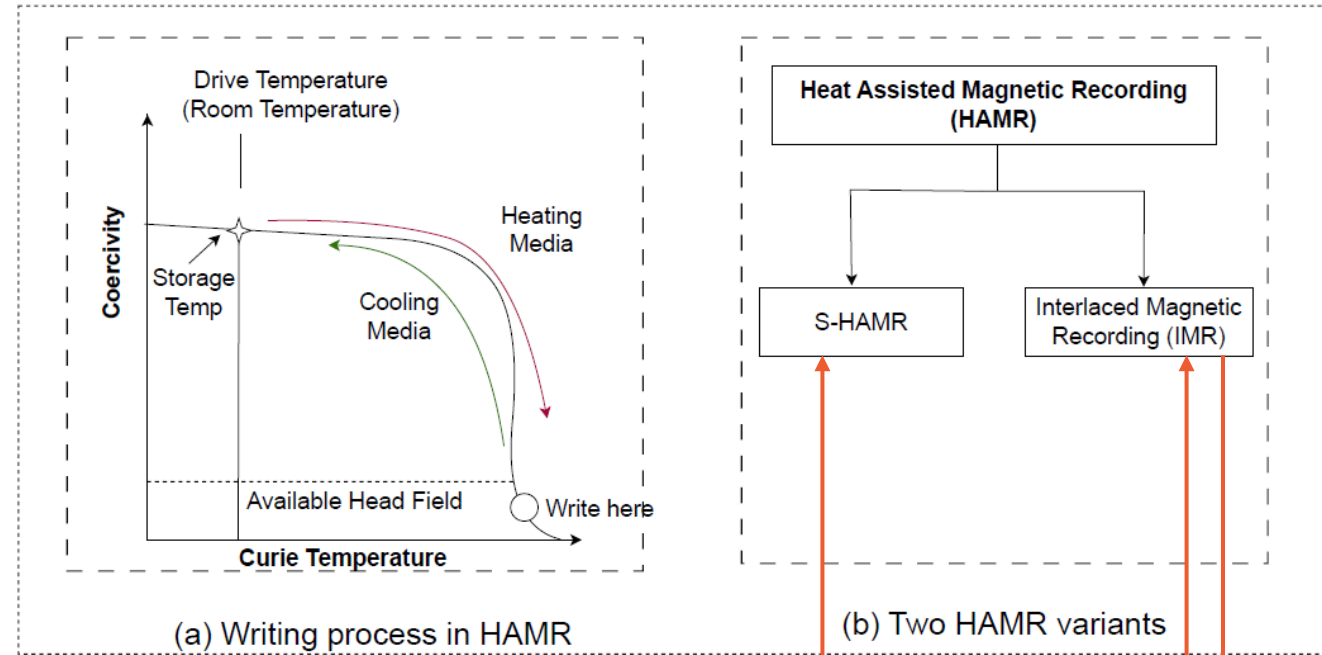 Drive Temperature
(Room Temperature)
Coercivity
Storage
Temp
Heating
Media
Cooling
Media
Available Head Field
Write here
Curie Temperature
(a) Writing process in HAMR
Heat Assisted Magnetic Recording
(HAMR)
S-HAMR
Interlaced Magnetic
Recording (IMR)
(b) Two HAMR variants